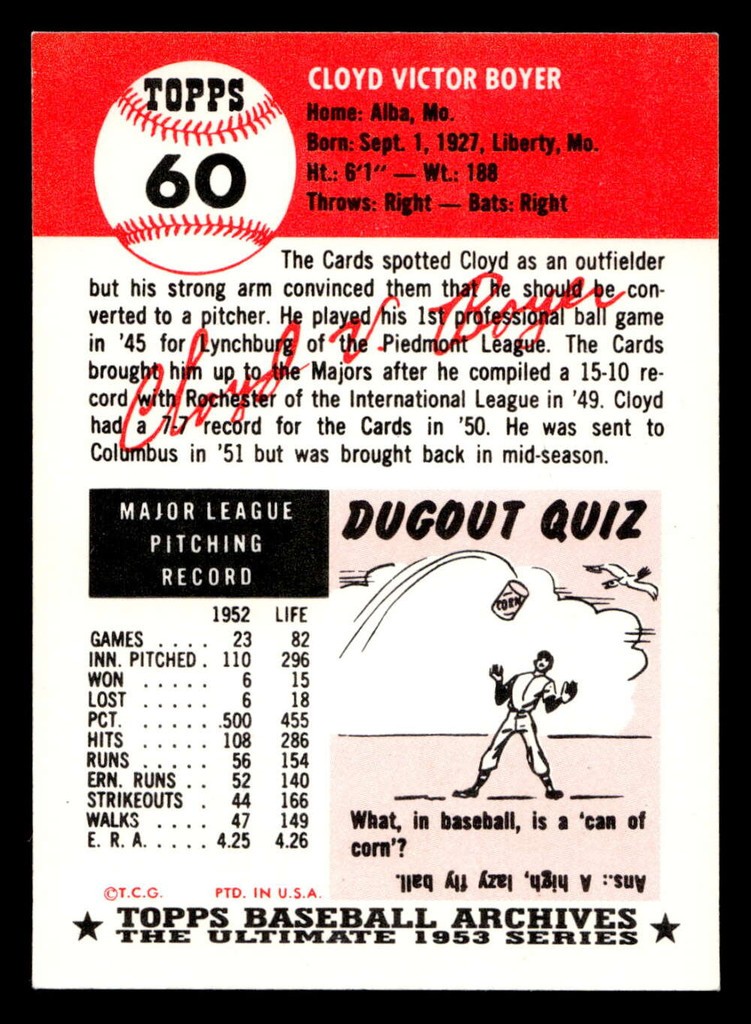 TOPPS
60
CLOYD VICTOR BOYER
Home: Alba, Mo.
Born: Sept. 1, 1927, Liberty, Mo.
Ht.: 6'1" — Wt.: 188
Throws: Right — Bats: Right
The Cards spotted Cloyd as an outfielder
but his strong arm convinced them that he should be con-
verted to a pitcher. He played his 1st professional ball game
in '45 for Lynchburg of the Piedmont League. The Cards
brought him up to the Majors after he compiled a 15-10 re-
cord with Rochester of the International League in '49. Cloyd
had a 7-7 record for the Cards in '50. He was sent to
Columbus in '51 but was brought back in mid-season.
Cloyd V. Boyer
MAJOR LEAGUE
PITCHING
RECORD
1952 LIFE
GAMES . . . . 23 82
INN. PITCHED . 110 296
WON . . . . . 6 15
LOST . . . . . 6 18
PCT. . . . . . .500 455
HITS . . . . . 108 286
RUNS . . . . . 56 154
ERN. RUNS . . 52 140
STRIKEOUTS . 44 166
WALKS . . . . 47 149
E. R. A. . . . . 4.25 4.26
DUGOUT QUIZ
CORN
What, in baseball, is a 'can of
corn'?
Ans.: A high, lazy fly ball.
©T.C.G. PTD. IN U.S.A.
★ TOPPS BASEBALL ARCHIVES ★
THE ULTIMATE 1953 SERIES